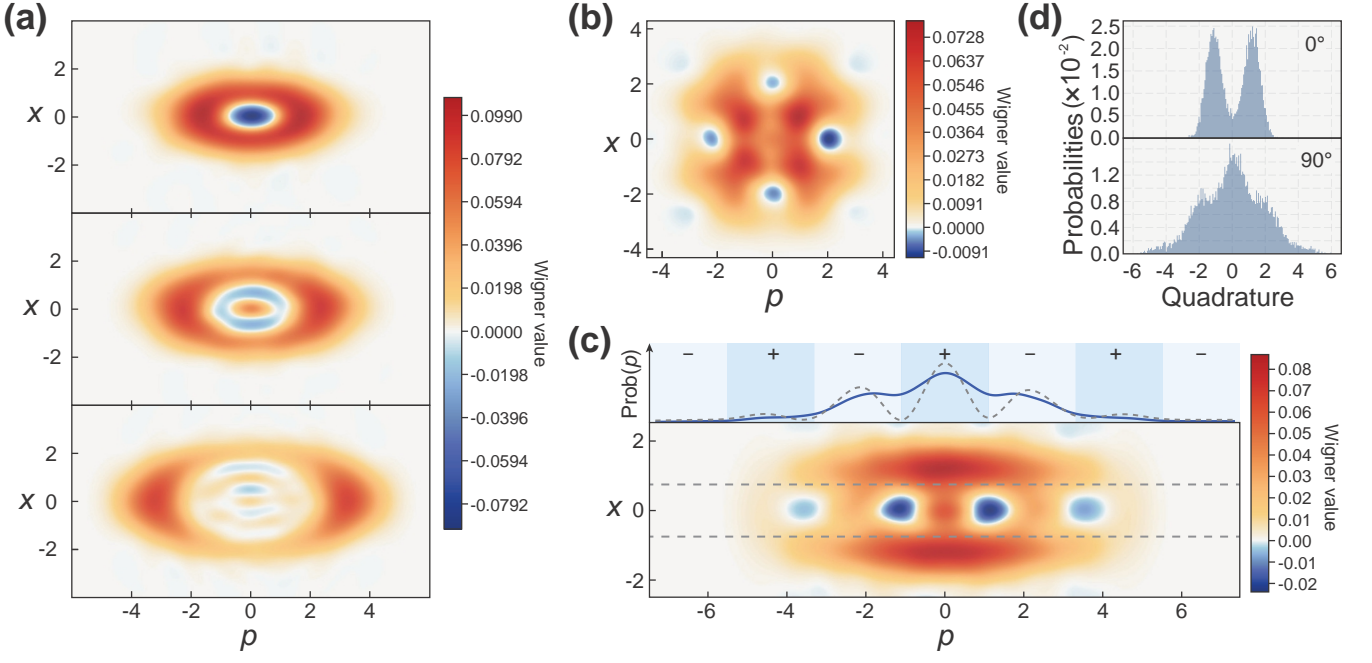 (a)
x
2
0
-2
x
2
0
-2
x
2
0
-2
-4 -2 0 2 4
p
0.0990
0.0792
0.0594
0.0396
0.0198
0.0000
-0.0198
-0.0396
-0.0594
-0.0792
Wigner value
(b)
x
4
2
0
-2
-4
-4 -2 0 2 4
p
0.0728
0.0637
0.0546
0.0455
0.0364
0.0273
0.0182
0.0091
0.0000
-0.0091
Wigner value
(d)
Probabilities (×10⁻²)
2.5
2.0
1.5
1.0
0.5
0.0
0°
1.2
0.8
0.4
0.0
90°
-6 -4 -2 0 2 4 6
Quadrature
(c)
Prob(p)
− + − + − + −
x
2
0
-2
-6 -4 -2 0 2 4 6
p
0.08
0.07
0.06
0.05
0.04
0.03
0.02
0.01
0.00
-0.01
-0.02
Wigner value